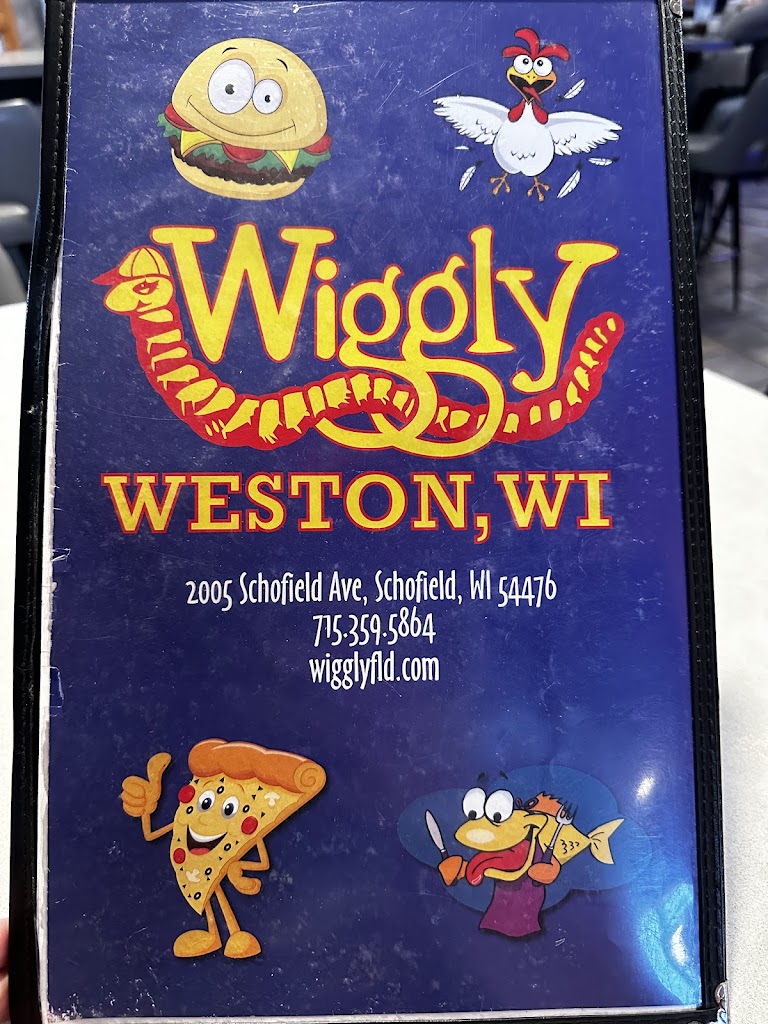 Wiggly
WESTON, WI
2005 Schofield Ave, Schofield, WI 54476
715.359.5864
wigglyfld.com